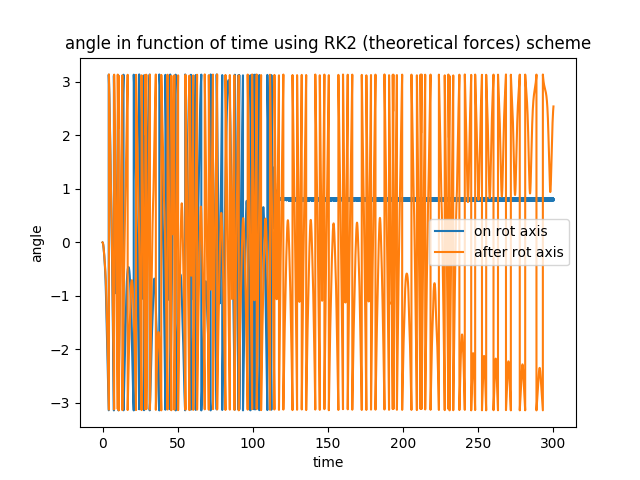 angle in function of time using RK2 (theoretical forces) scheme
3
2
1
0
−1
−2
−3
angle
on rot axis
after rot axis
0
50
100
150
200
250
300
time